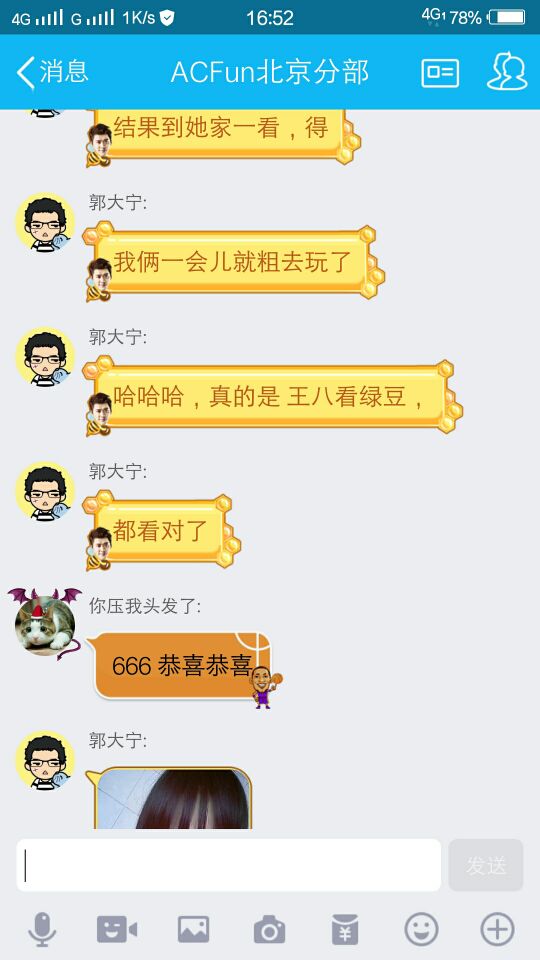 4G G 1K/s 16:52 4G 1 78%
消息 ACFun北京分部
结果到她家一看，得
郭大宁:
我俩一会儿就粗去玩了
郭大宁:
哈哈哈，真的是 王八看绿豆，
郭大宁:
都看对了
你压我头发了:
666 恭喜恭喜
郭大宁:
发送
¥